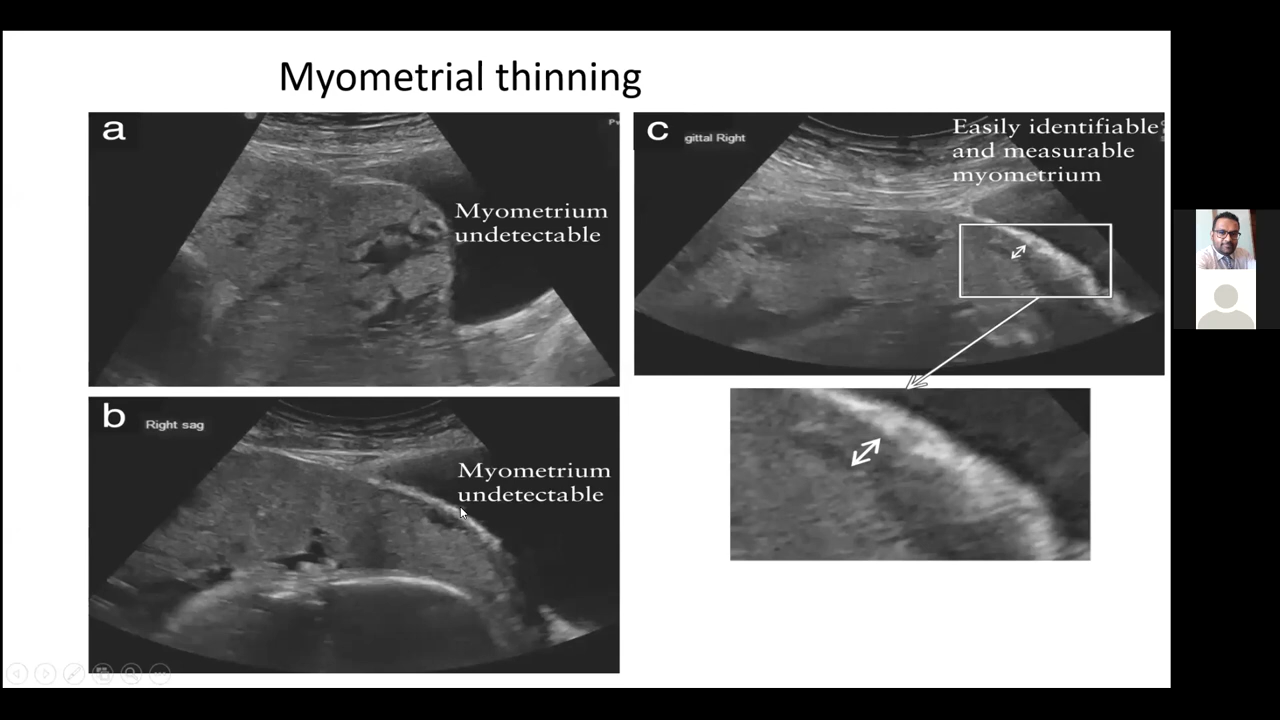 Myometrial thinning
a
Myometrium
undetectable
b
Right sag
Myometrium
undetectable
c
gittal Right
Easily identifiable
and measurable
myometrium